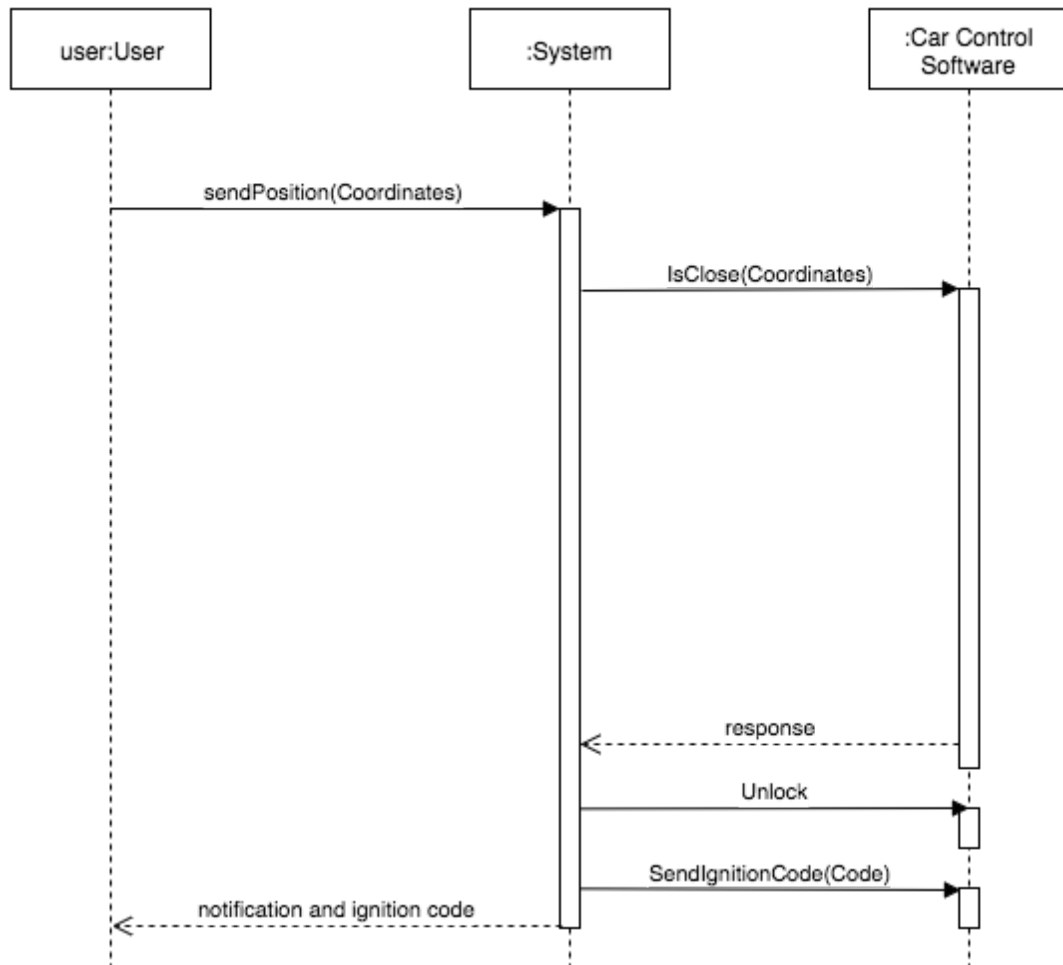 user:User
:System
:Car Control
Software
sendPosition(Coordinates)
IsClose(Coordinates)
response
Unlock
SendIgnitionCode(Code)
notification and ignition code